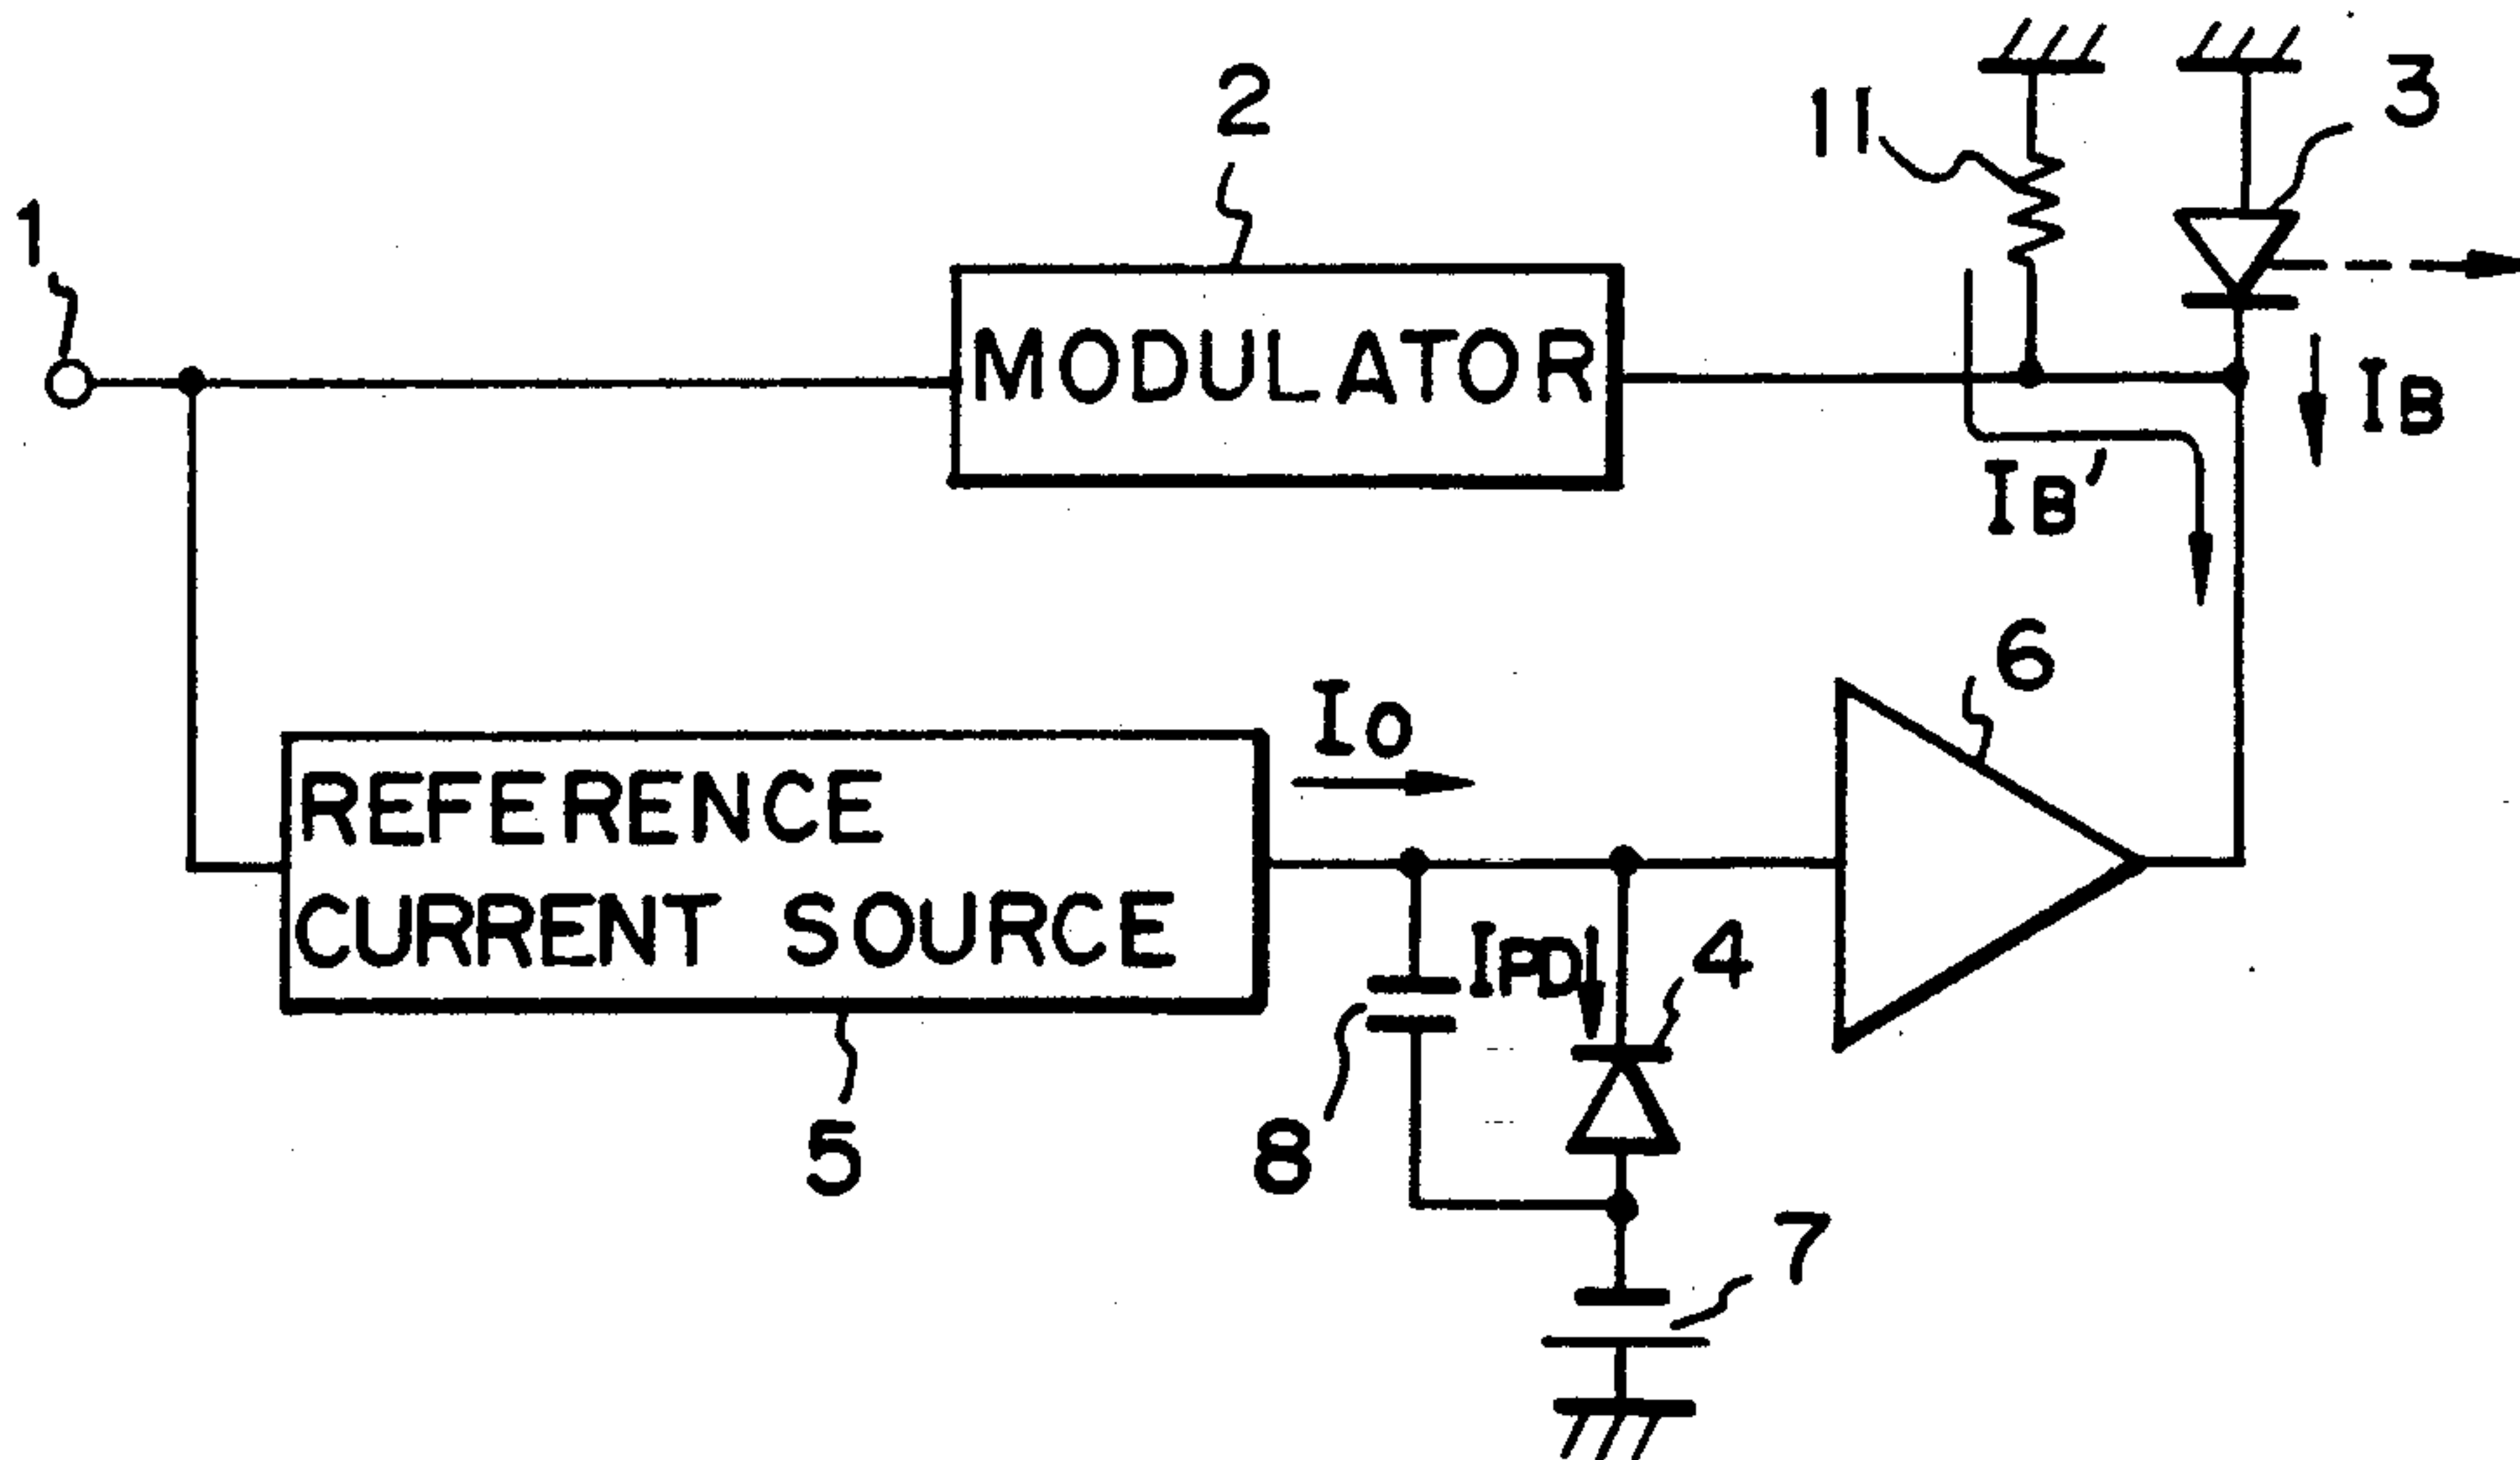 1
2
11
3
MODULATOR
IB
IB'
6
IO
REFERENCE
CURRENT SOURCE
IPD
4
5
8
7